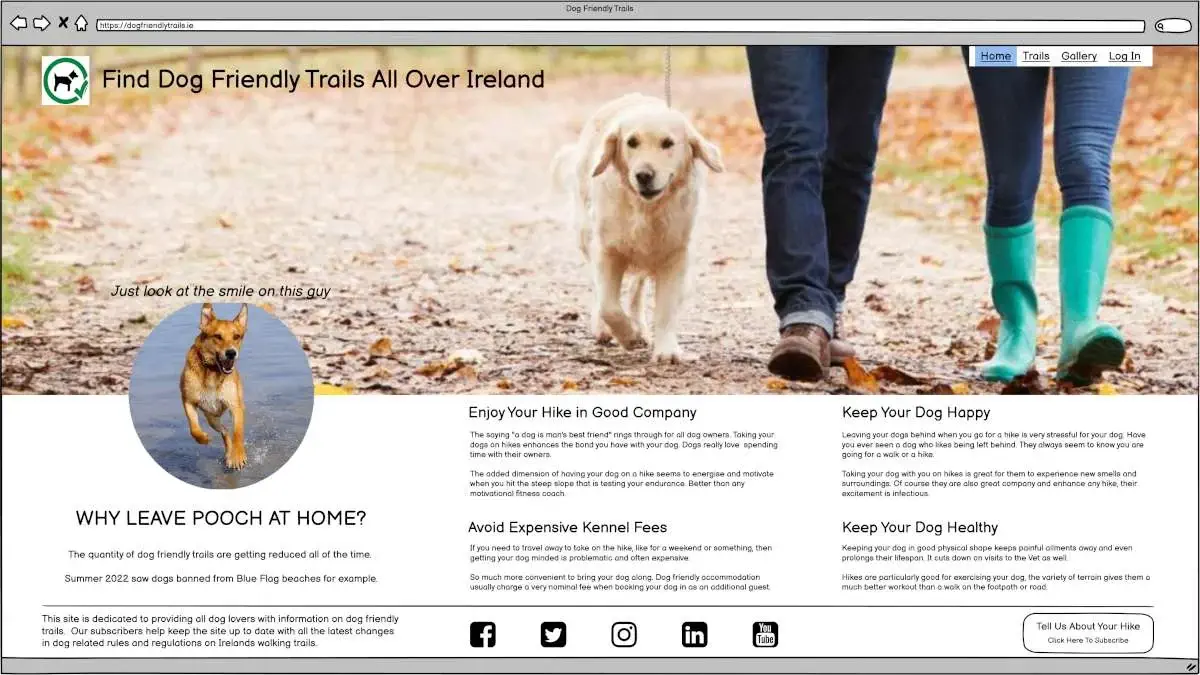 Dog Friendly Trails
https://dogfriendlytrails.ie
Find Dog Friendly Trails All Over Ireland
Home Trails Gallery Log In
Just look at the smile on this guy
WHY LEAVE POOCH AT HOME?
The quantity of dog friendly trails are getting reduced all of the time.
Summer 2022 saw dogs banned from Blue Flag beaches for example.
Enjoy Your Hike in Good Company
The saying "a dog is man's best friend" rings through for all dog owners. Taking your
dogs on hikes enhances the bond you have with your dog. Dogs really love spending
time with their owners.
The added dimension of having your dog on a hike seems to energise and motivate
when you hit the steep slope that is testing your endurance. Better than any
motivational fitness coach.
Avoid Expensive Kennel Fees
If you need to travel away to take on the hike, like for a weekend or something, then
getting your dog minded is problematic and often expensive.
So much more convenient to bring your dog along. Dog friendly accommodation
usually charge a very nominal fee when booking your dog in as an additional guest.
Keep Your Dog Happy
Leaving your dogs behind when you go for a hike is very stressful for your dog. Have
you ever seen a dog who likes being left behind. They always seem to know you are
going for a walk or a hike.
Taking your dog with you on hikes is great for them to experience new smells and
surroundings. Of course they are also great company and enhance any hike, their
excitement is infectious.
Keep Your Dog Healthy
Keeping your dog in good physical shape keeps painful ailments away and even
prolongs their lifespan. It cuts down on visits to the Vet as well.
Hikes are particularly good for exercising your dog, the variety of terrain gives them a
much better workout than a walk on the footpath or road.
This site is dedicated to providing all dog lovers with information on dog friendly
trails. Our subscribers help keep the site up to date with all the latest changes
in dog related rules and regulations on Irelands walking trails.
You
Tube
Tell Us About Your Hike
Click Here To Subscribe